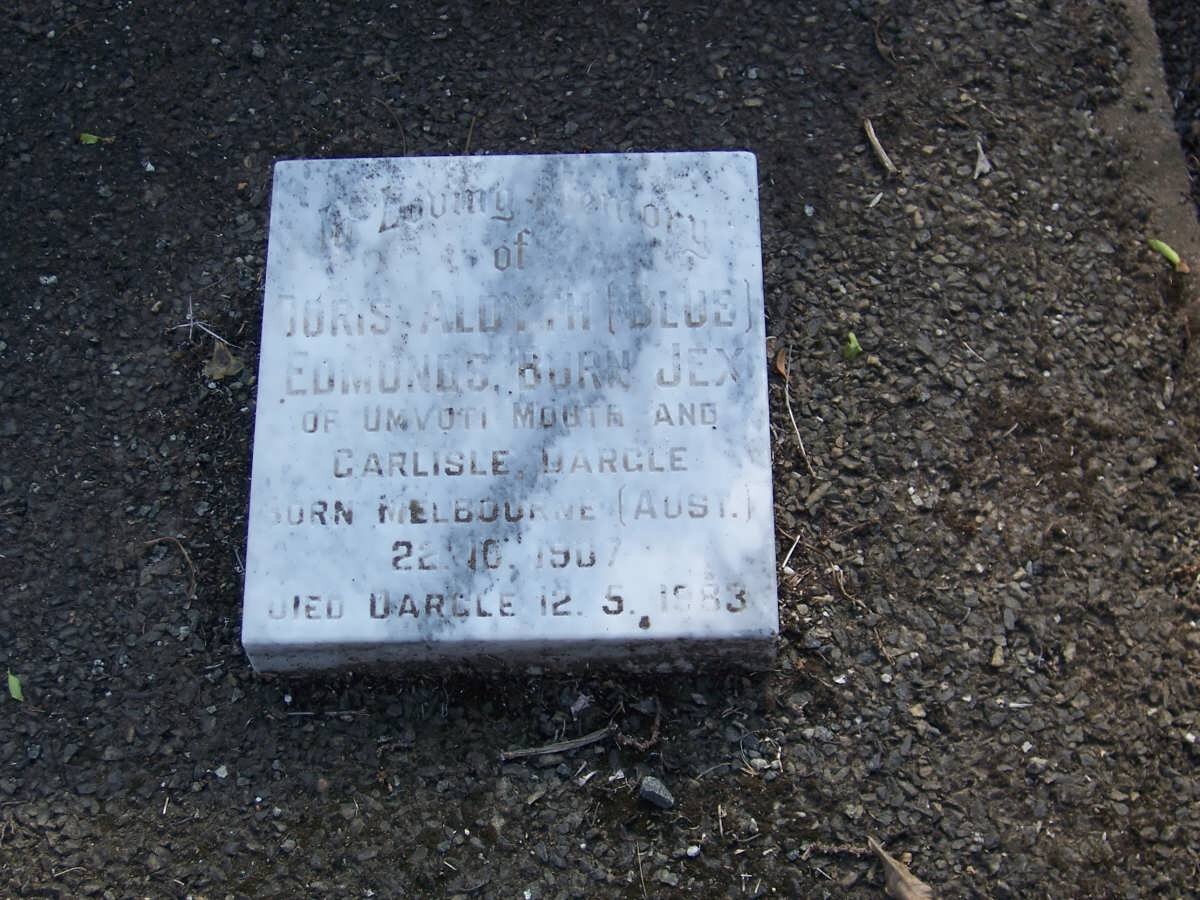 In Loving Memory
of
DORIS ALDYTH (BLUE)
EDMONDS, BORN JEX
OF UMVOTI MOUTH AND
CARLISLE, DARGLE
BORN MELBOURNE (AUST.)
22. 10. 1907
DIED DARGLE 12. 5. 1983